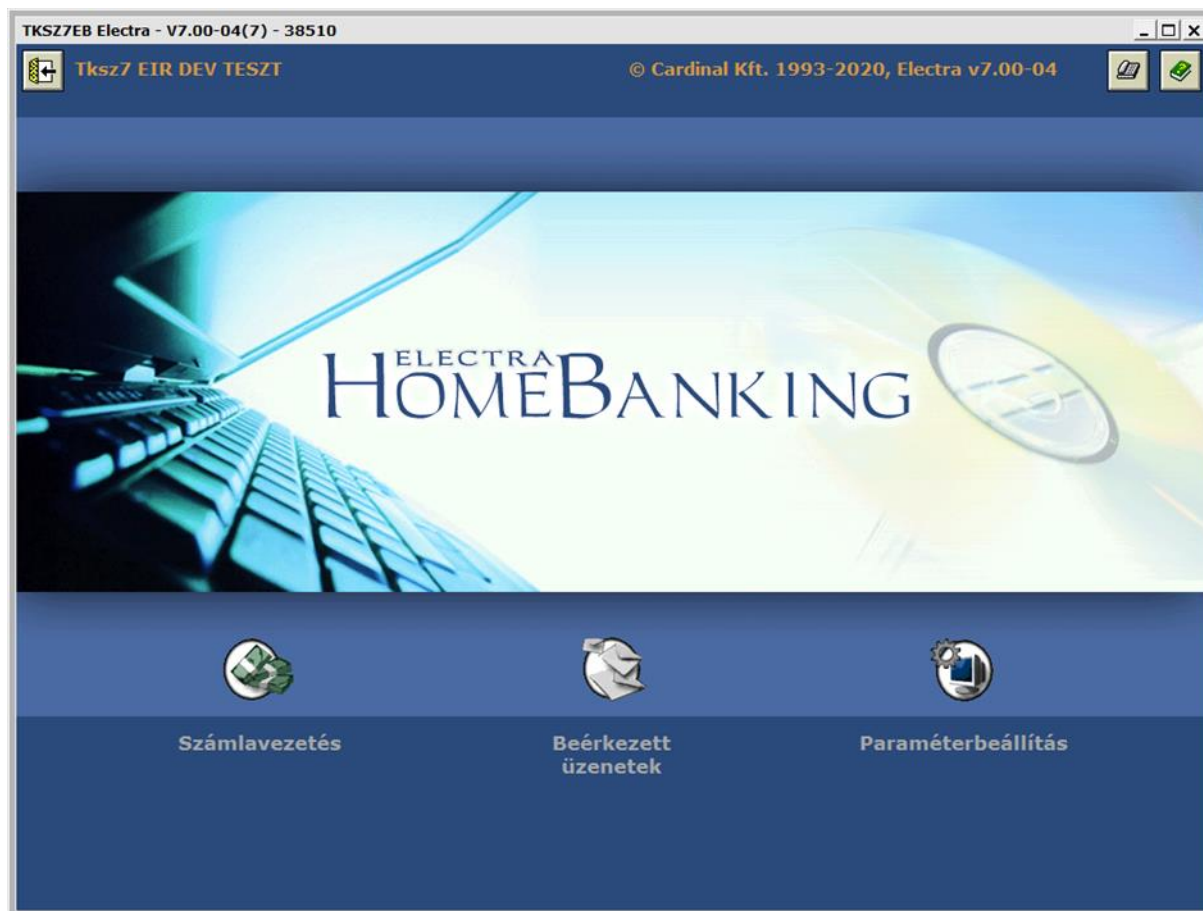 TKSZ7EB Electra - V7.00-04(7) - 38510
Tksz7 EIR DEV TESZT
© Cardinal Kft. 1993-2020, Electra v7.00-04
ELECTRA
HOMEBANKING
Számlavezetés
Beérkezett
üzenetek
Paraméterbeállítás